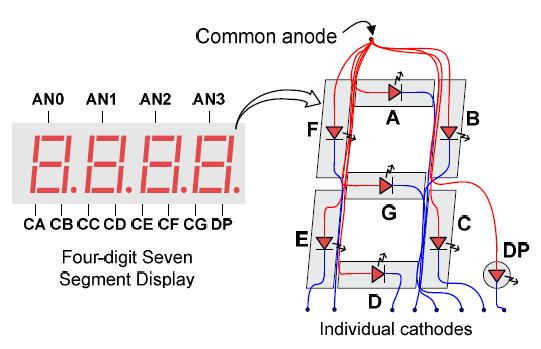 Common anode
AN0 AN1 AN2 AN3
CA CB CC CD CE CF CG DP
Four-digit Seven
Segment Display
A
F
B
G
E
C
DP
D
Individual cathodes